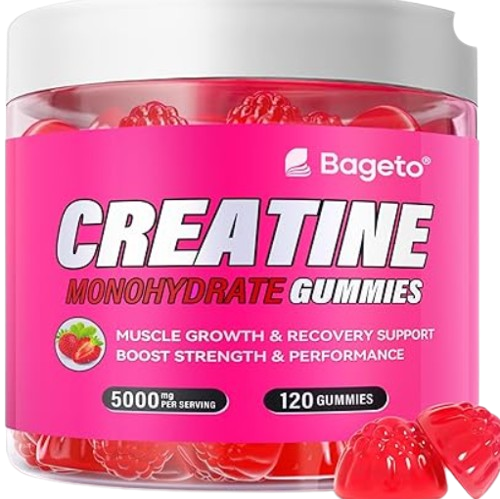 Bageto®
CREATINE
MONOHYDRATE GUMMIES
MUSCLE GROWTH & RECOVERY SUPPORT
BOOST STRENGTH & PERFORMANCE
5000mg PER SERVING
120 GUMMIES